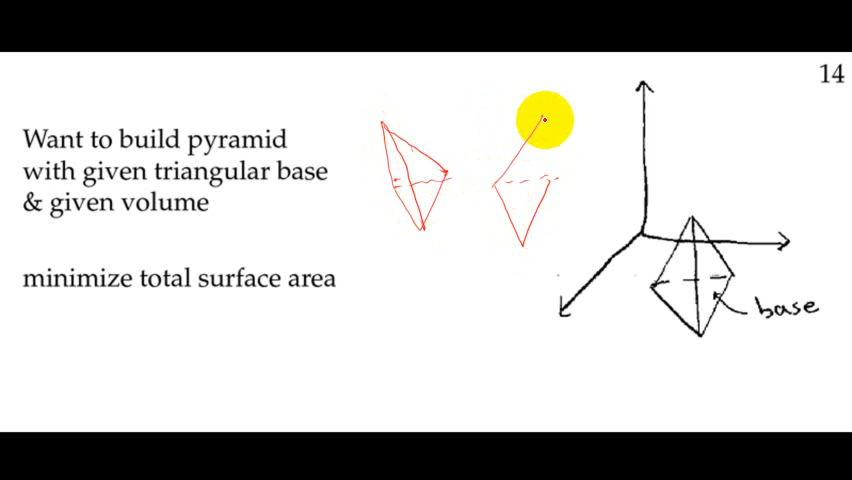 14
Want to build pyramid
with given triangular base
& given volume
minimize total surface area
base